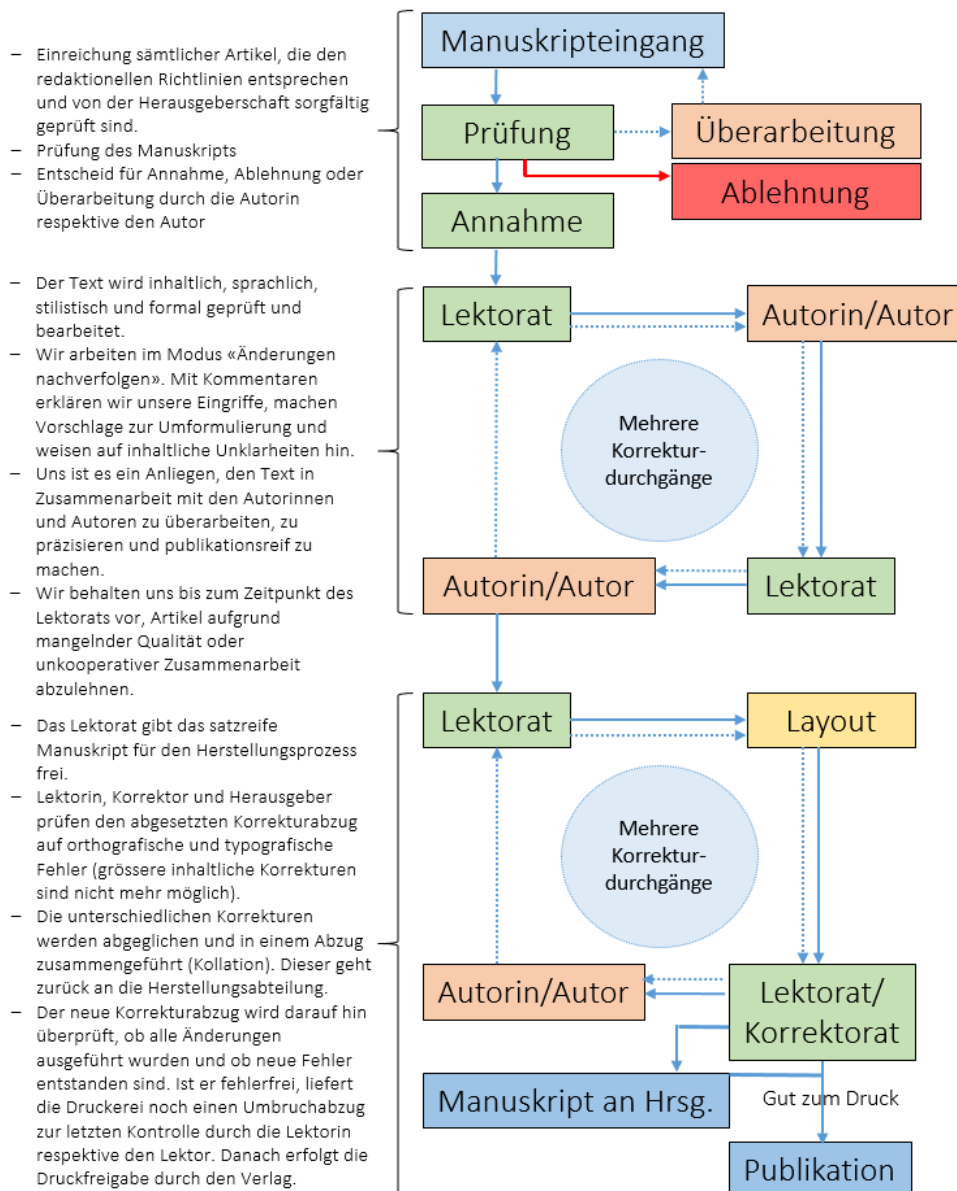 Manuskripteingang
– Einreichung sämtlicher Artikel, die den
redaktionellen Richtlinien entsprechen
und von der Herausgeberschaft sorgfältig
geprüft sind.
– Prüfung des Manuskripts
– Entscheid für Annahme, Ablehnung oder
Überarbeitung durch die Autorin
respektive den Autor
Prüfung
Überarbeitung
Ablehnung
Annahme
– Der Text wird inhaltlich, sprachlich,
stilistisch und formal geprüft und
bearbeitet.
– Wir arbeiten im Modus «Änderungen
nachverfolgen». Mit Kommentaren
erklären wir unsere Eingriffe, machen
Vorschlage zur Umformulierung und
weisen auf inhaltliche Unklarheiten hin.
– Uns ist es ein Anliegen, den Text in
Zusammenarbeit mit den Autorinnen
und Autoren zu überarbeiten, zu
präzisieren und publikationsreif zu
machen.
– Wir behalten uns bis zum Zeitpunkt des
Lektorats vor, Artikel aufgrund
mangelnder Qualität oder
unkooperativer Zusammenarbeit
abzulehnen.
Lektorat
Autorin/Autor
Mehrere
Korrektur-
durchgänge
Autorin/Autor
Lektorat
– Das Lektorat gibt das satzreife
Manuskript für den Herstellungsprozess
frei.
– Lektorin, Korrektor und Herausgeber
prüfen den abgesetzten Korrekturabzug
auf orthografische und typografische
Fehler (grössere inhaltliche Korrekturen
sind nicht mehr möglich).
– Die unterschiedlichen Korrekturen
werden abgeglichen und in einem Abzug
zusammengeführt (Kollation). Dieser geht
zurück an die Herstellungsabteilung.
– Der neue Korrekturabzug wird darauf hin
überprüft, ob alle Änderungen
ausgeführt wurden und ob neue Fehler
entstanden sind. Ist er fehlerfrei, liefert
die Druckerei noch einen Umbruchabzug
zur letzten Kontrolle durch die Lektorin
respektive den Lektor. Danach erfolgt die
Druckfreigabe durch den Verlag.
Lektorat
Layout
Mehrere
Korrektur-
durchgänge
Autorin/Autor
Lektorat/
Korrektorat
Manuskript an Hrsg.
Gut zum Druck
Publikation